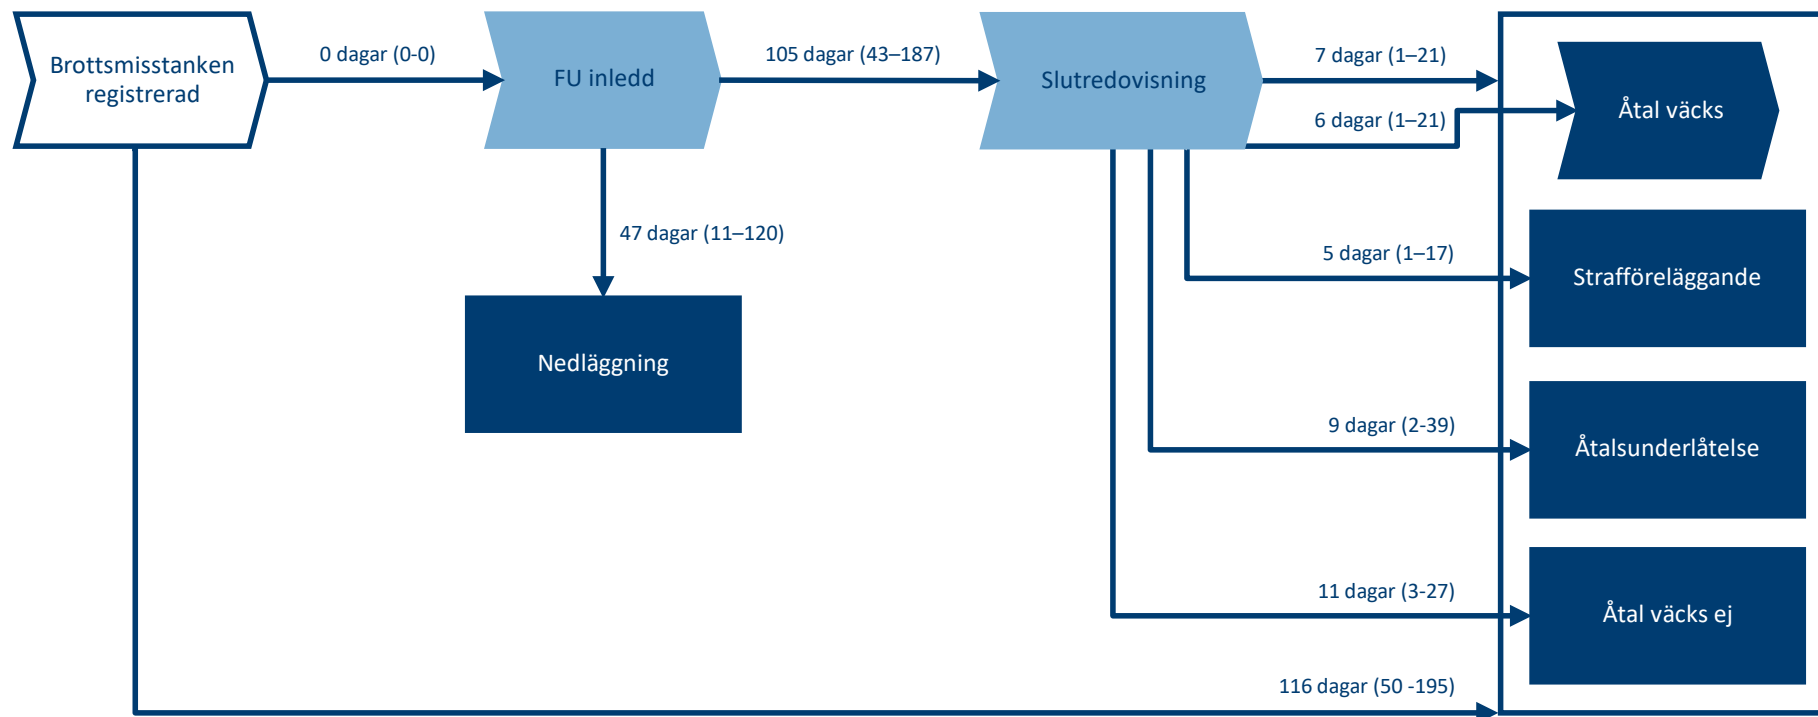 Brottsmisstanken
registrerad
0 dagar (0-0)
FU inledd
105 dagar (43–187)
Slutredovisning
7 dagar (1–21)
6 dagar (1–21)
Åtal väcks
47 dagar (11–120)
Nedläggning
5 dagar (1–17)
Strafföreläggande
9 dagar (2-39)
Åtalsunderlåtelse
11 dagar (3-27)
Åtal väcks ej
116 dagar (50 -195)